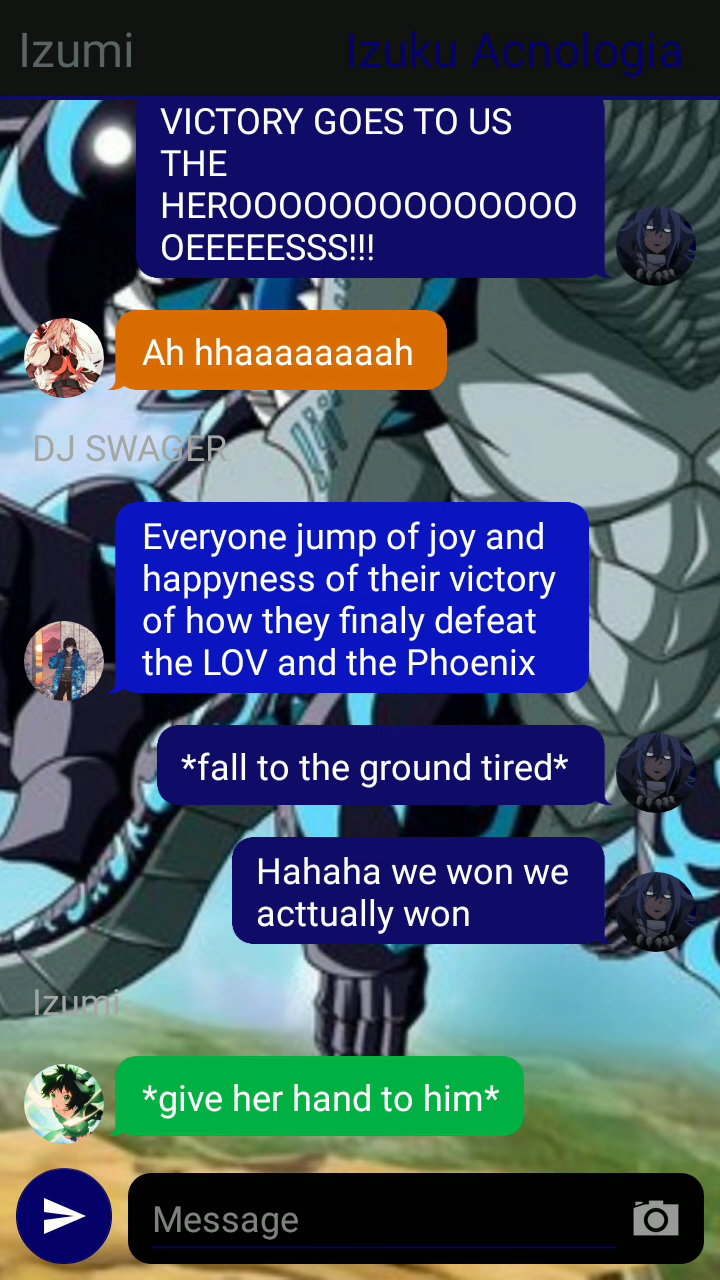 Izumi
Izuku Acnologia
VICTORY GOES TO US
THE
HEROOOOOOOOOOOOOO
OEEEEESSS!!!
Ah hhaaaaaaaah
DJ SWAGER
Everyone jump of joy and
happyness of their victory
of how they finaly defeat
the LOV and the Phoenix
*fall to the ground tired*
Hahaha we won we
acttually won
Izumi
*give her hand to him*
Message